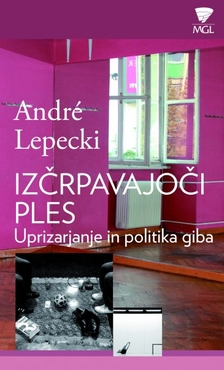 MGL
André
Lepecki
IZČRPAVAJOČI
PLES
Uprizarjanje in politika giba